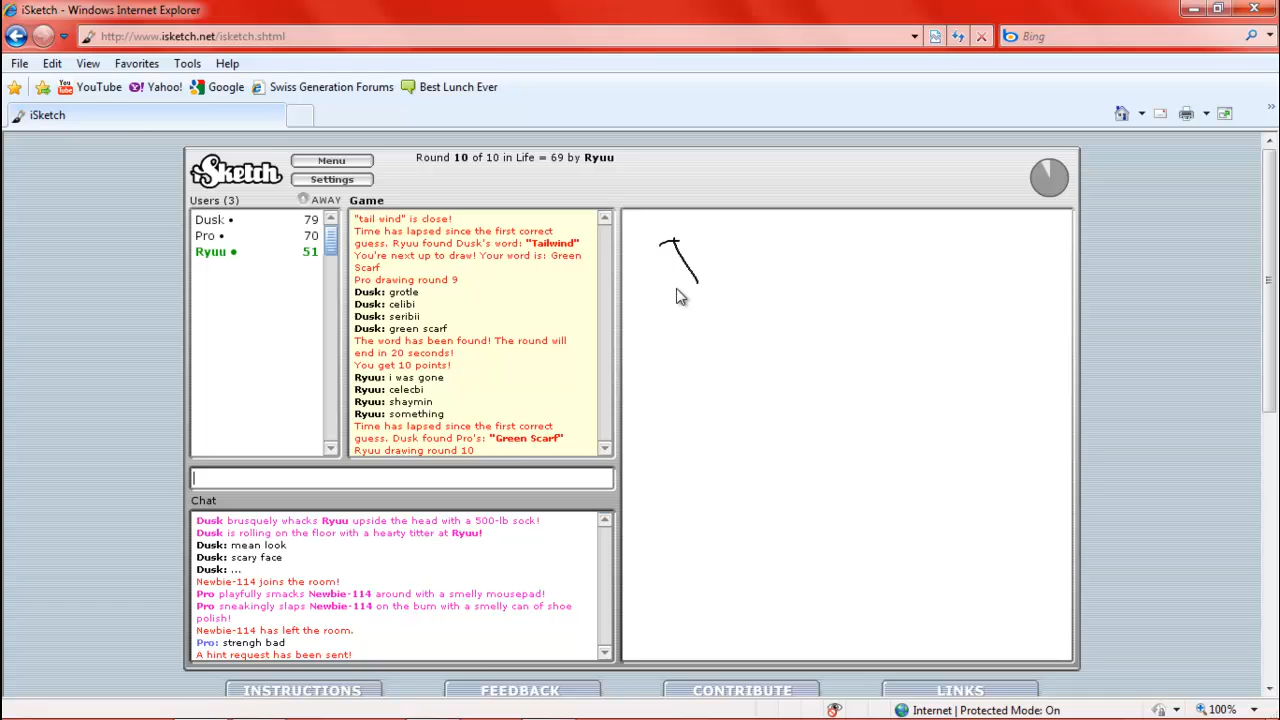 iSketch - Windows Internet Explorer
http://www.isketch.net/isketch.shtml
Bing
File Edit View Favorites Tools Help
YouTube Yahoo! Google Swiss Generation Forums Best Lunch Ever
iSketch
iSketch
Menu
Settings
Round 10 of 10 in Life = 69 by Ryuu
Users (3) AWAY
Dusk • 79
Pro • 70
Ryuu • 51
Game
"tail wind" is close!
Time has lapsed since the first correct
guess. Ryuu found Dusk's word: "Tailwind"
You're next up to draw! Your word is: Green
Scarf
Pro drawing round 9
Dusk: grotle
Dusk: celibi
Dusk: seribii
Dusk: green scarf
The word has been found! The round will
end in 20 seconds!
You get 10 points!
Ryuu: i was gone
Ryuu: celecbi
Ryuu: shaymin
Ryuu: something
Time has lapsed since the first correct
guess. Dusk found Pro's: "Green Scarf"
Ryuu drawing round 10
Chat
Dusk brusquely whacks Ryuu upside the head with a 500-lb sock!
Dusk is rolling on the floor with a hearty titter at Ryuu!
Dusk: mean look
Dusk: scary face
Dusk: ...
Newbie-114 joins the room!
Pro playfully smacks Newbie-114 around with a smelly mousepad!
Pro sneakingly slaps Newbie-114 on the bum with a smelly can of shoe
polish!
Newbie-114 has left the room.
Pro: strengh bad
A hint request has been sent!
INSTRUCTIONS FEEDBACK CONTRIBUTE LINKS
Internet | Protected Mode: On
100%